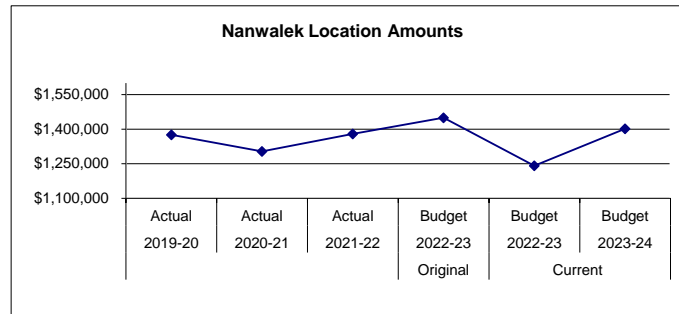 Nanwalek Location Amounts
$1,550,000
$1,400,000
$1,250,000
$1,100,000
Actual Actual Actual Budget Budget Budget
2019-20 2020-21 2021-22 2022-23 2022-23 2023-24
Original Current